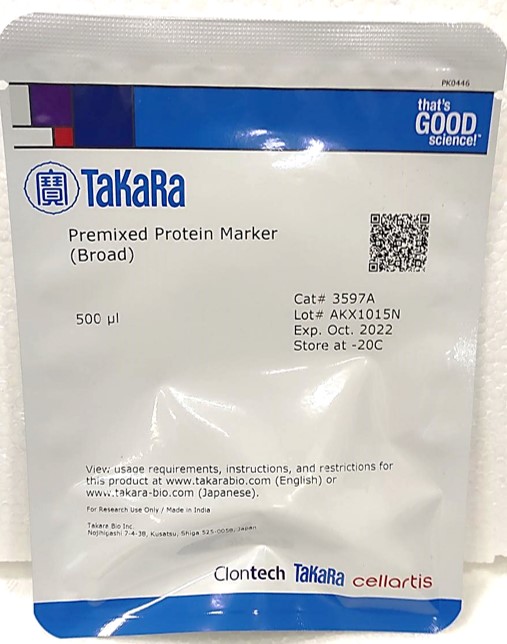 PK0446
that's
GOOD
science!™
寶 TaKaRa
Premixed Protein Marker
(Broad)
500 µl
Cat# 3597A
Lot# AKX1015N
Exp. Oct. 2022
Store at -20C
View usage requirements, instructions, and restrictions for
this product at www.takarabio.com (English) or
www.takara-bio.com (Japanese).
For Research Use Only / Made in India
Takara Bio Inc.
Nojihigashi 7-4-38, Kusatsu, Shiga 525-0058, Japan
Clontech TaKaRa cellartis